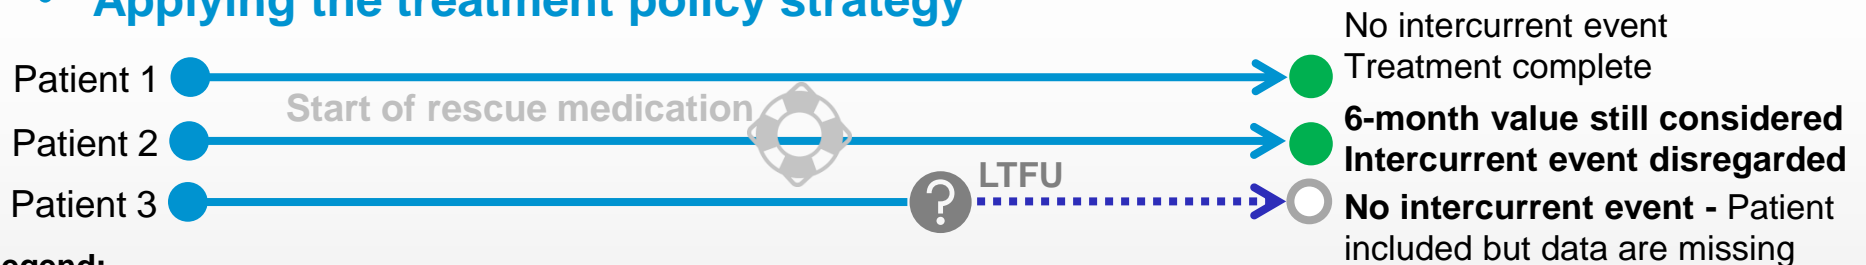 • Applying the treatment policy strategy
No intercurrent event
Treatment complete
Patient 1
Start of rescue medication
6-month value still considered
Patient 2
Intercurrent event disregarded
LTFU
?
Patient 3
No intercurrent event - Patient
included but data are missing
egend: